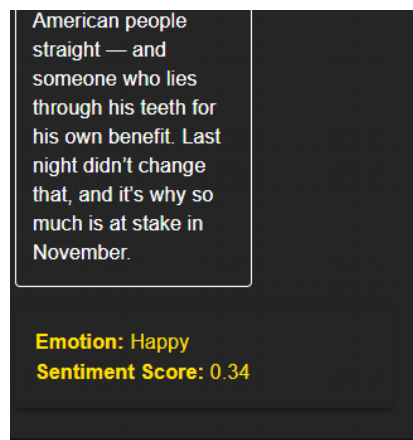 American people
straight — and
someone who lies
through his teeth for
his own benefit. Last
night didn’t change
that, and it’s why so
much is at stake in
November.
Emotion: Happy
Sentiment Score: 0.34